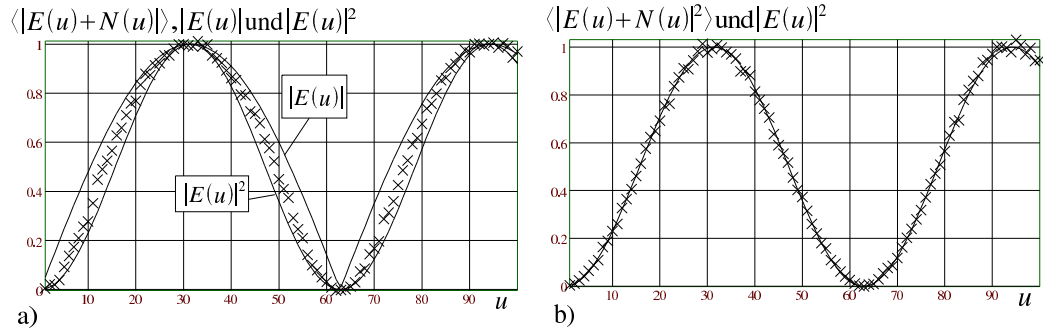 ⟨|E(u)+N(u)|⟩,|E(u)|und|E(u)|²
1
0.8
0.6
0.4
0.2
0
10 20 30 40 50 60 70 80 90
u
|E(u)|
|E(u)|²
a)
⟨|E(u)+N(u)|²⟩und|E(u)|²
1
0.8
0.6
0.4
0.2
0
10 20 30 40 50 60 70 80 90
u
b)